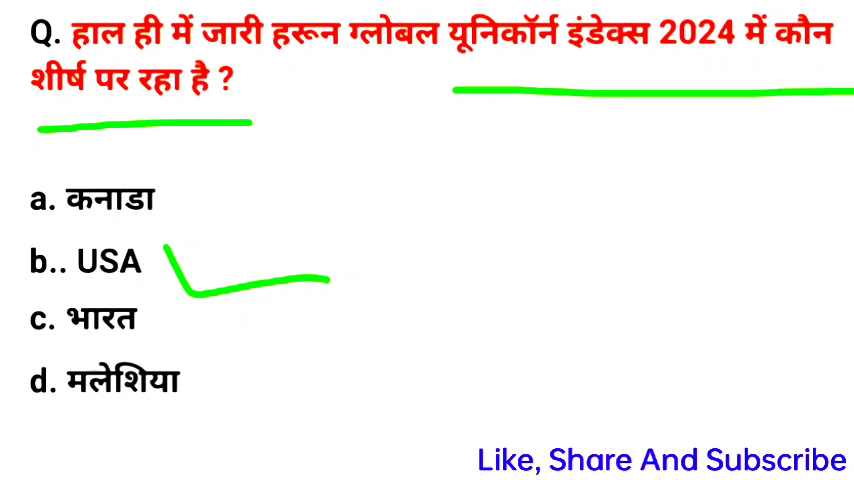 Q. हाल ही में जारी हरून ग्लोबल यूनिकॉर्न इंडेक्स 2024 में कौन
शीर्ष पर रहा है ?
a. कनाडा
b.. USA
c. भारत
d. मलेशिया
Like, Share And Subscribe